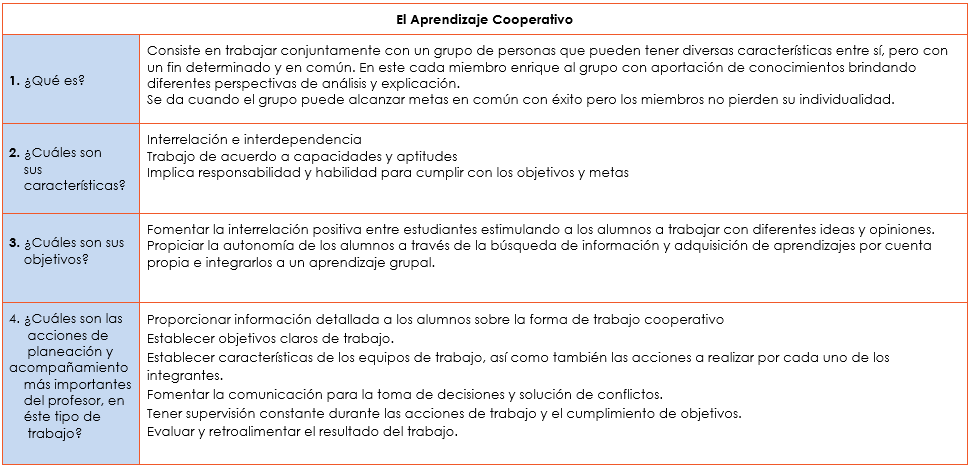 El Aprendizaje Cooperativo
1. ¿Qué es?
Consiste en trabajar conjuntamente con un grupo de personas que pueden tener diversas características entre sí, pero con
un fin determinado y en común. En este cada miembro enrique al grupo con aportación de conocimientos brindando
diferentes perspectivas de análisis y explicación.
Se da cuando el grupo puede alcanzar metas en común con éxito pero los miembros no pierden su individualidad.
2. ¿Cuáles son
sus
características?
Interrelación e interdependencia
Trabajo de acuerdo a capacidades y aptitudes
Implica responsabilidad y habilidad para cumplir con los objetivos y metas
3. ¿Cuáles son sus
objetivos?
Fomentar la interrelación positiva entre estudiantes estimulando a los alumnos a trabajar con diferentes ideas y opiniones.
Propiciar la autonomía de los alumnos a través de la búsqueda de información y adquisición de aprendizajes por cuenta
propia e integrarlos a un aprendizaje grupal.
4. ¿Cuáles son las
acciones de
planeación y
acompañamiento
más importantes
del profesor, en
éste tipo de
trabajo?
Proporcionar información detallada a los alumnos sobre la forma de trabajo cooperativo
Establecer objetivos claros de trabajo.
Establecer características de los equipos de trabajo, así como también las acciones a realizar por cada uno de los
integrantes.
Fomentar la comunicación para la toma de decisiones y solución de conflictos.
Tener supervisión constante durante las acciones de trabajo y el cumplimiento de objetivos.
Evaluar y retroalimentar el resultado del trabajo.